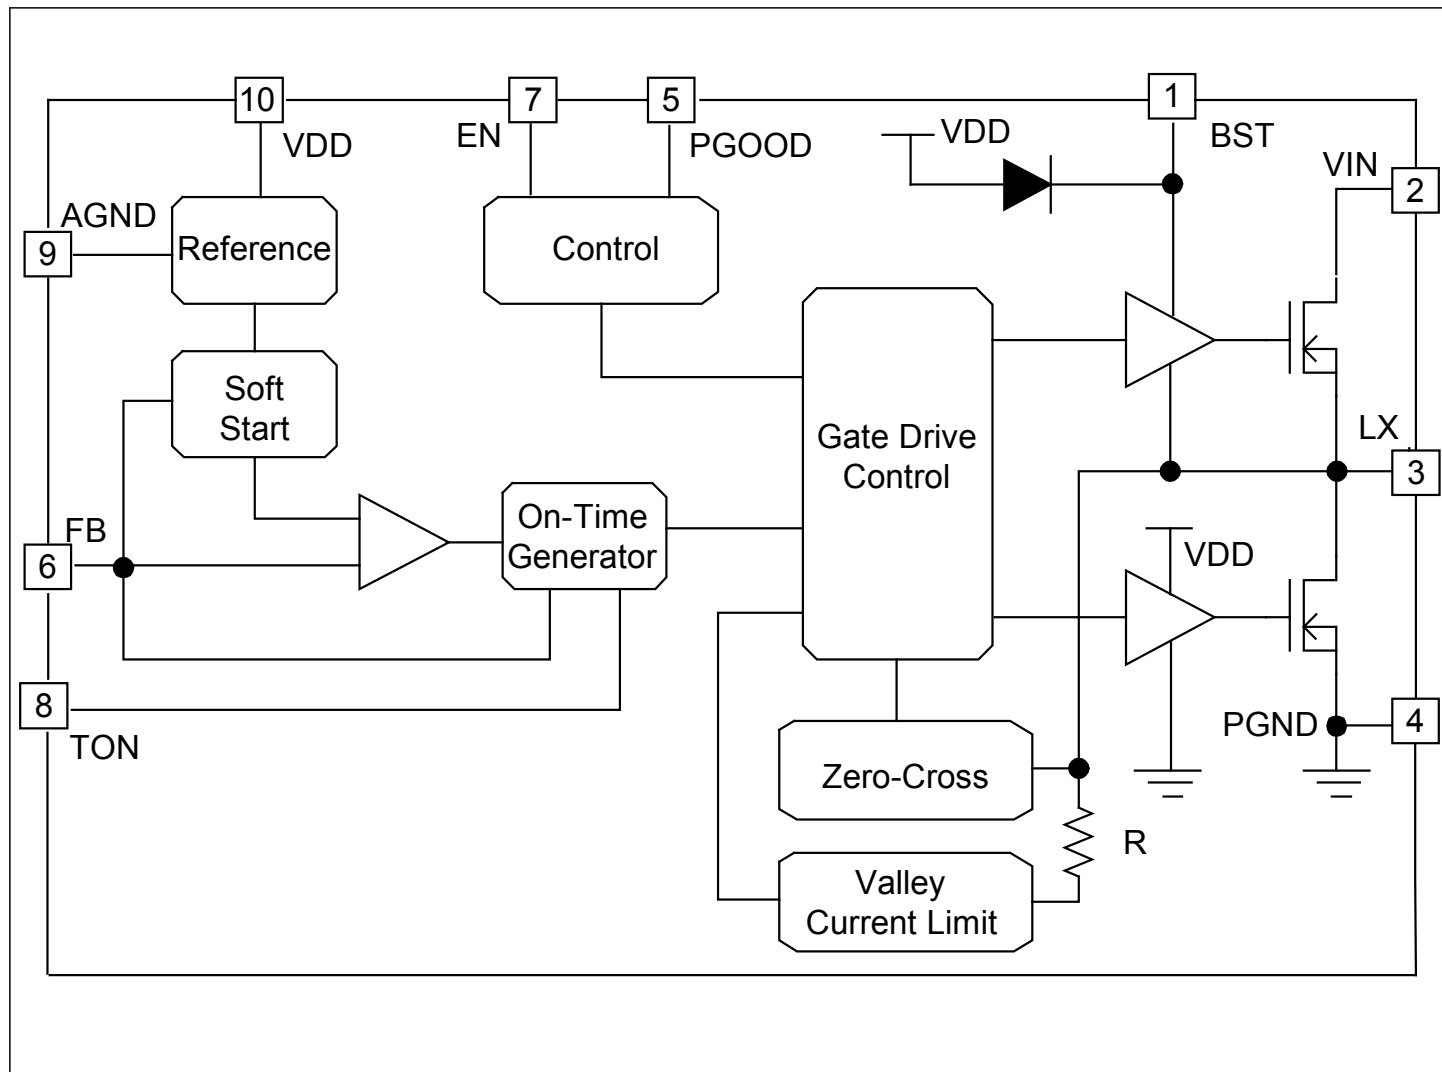 10
7
5
1
VDD
EN
PGOOD
VDD
BST
VIN
2
AGND
9
Reference
Control
Soft
Start
Gate Drive
Control
LX
3
FB
6
On-Time
Generator
VDD
8
TON
PGND
4
Zero-Cross
R
Valley
Current Limit